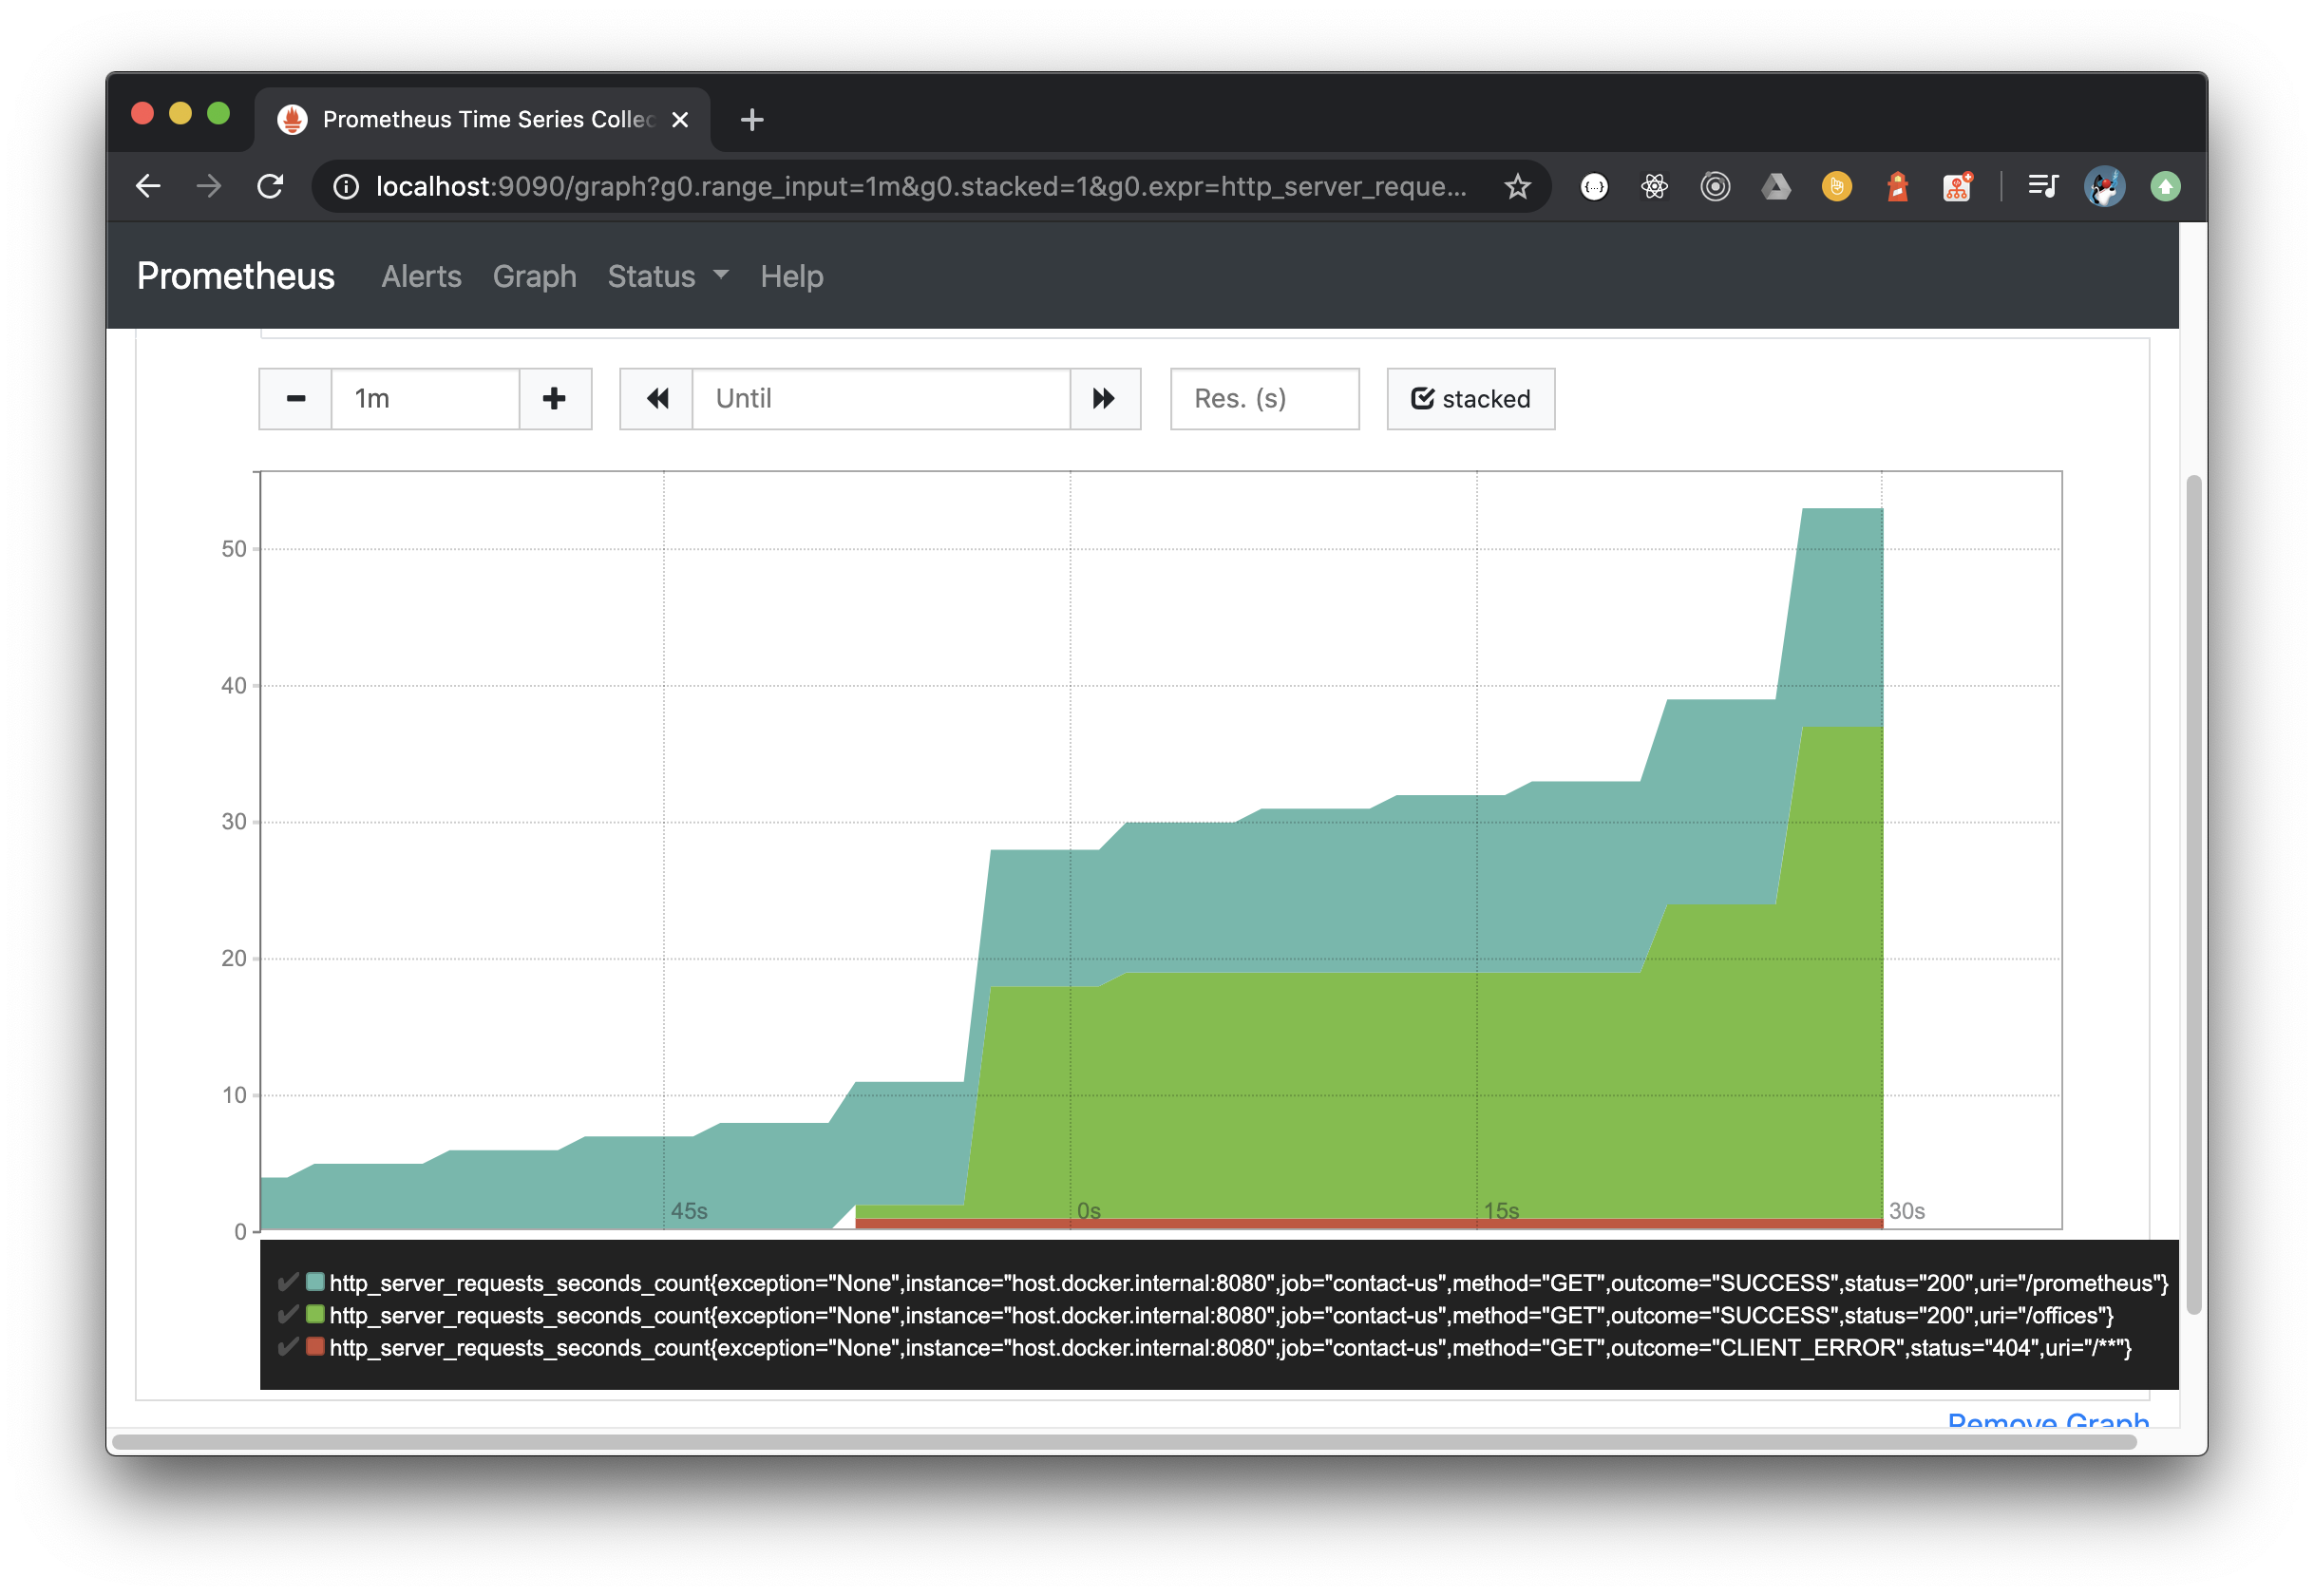 Prometheus Time Series Collec
localhost:9090/graph?g0.range_input=1m&g0.stacked=1&g0.expr=http_server_reque...
Prometheus Alerts Graph Status Help
1m Until Res. (s) stacked
50
40
30
20
10
0
45s 0s 15s 30s
http_server_requests_seconds_count{exception="None",instance="host.docker.internal:8080",job="contact-us",method="GET",outcome="SUCCESS",status="200",uri="/prometheus"}
http_server_requests_seconds_count{exception="None",instance="host.docker.internal:8080",job="contact-us",method="GET",outcome="SUCCESS",status="200",uri="/offices"}
http_server_requests_seconds_count{exception="None",instance="host.docker.internal:8080",job="contact-us",method="GET",outcome="CLIENT_ERROR",status="404",uri="/**"}
Remove Graph